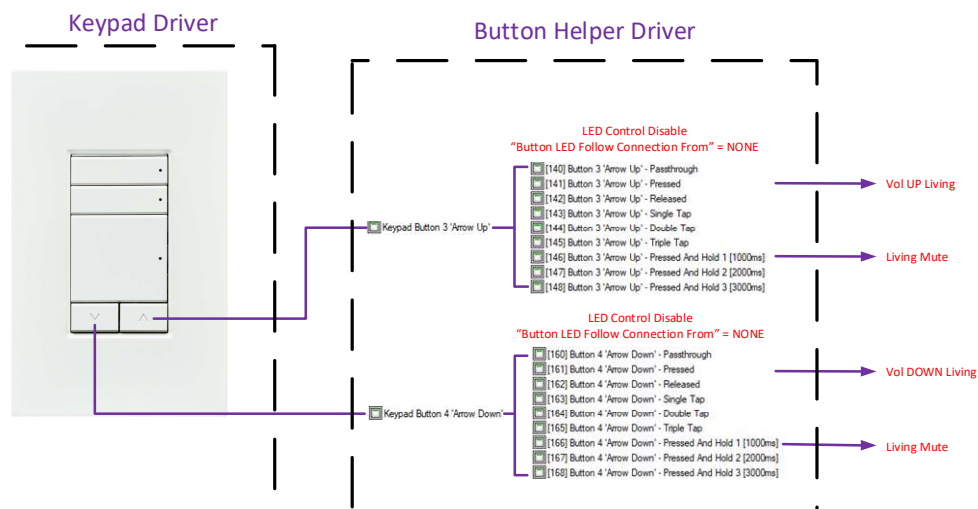 Keypad Driver
Button Helper Driver
LED Control Disable
“Button LED Follow Connection From” = NONE
[140] Button 3 'Arrow Up' - Passthrough
[141] Button 3 'Arrow Up' - Pressed
Vol UP Living
[142] Button 3 'Arrow Up' - Released
[143] Button 3 'Arrow Up' - Single Tap
Keypad Button 3 'Arrow Up'
[144] Button 3 'Arrow Up' - Double Tap
[145] Button 3 'Arrow Up' - Triple Tap
[146] Button 3 'Arrow Up' - Pressed And Hold 1 [1000ms]
Living Mute
[147] Button 3 'Arrow Up' - Pressed And Hold 2 [2000ms]
[148] Button 3 'Arrow Up' - Pressed And Hold 3 [3000ms]
LED Control Disable
“Button LED Follow Connection From” = NONE
[160] Button 4 'Arrow Down' - Passthrough
[161] Button 4 'Arrow Down' - Pressed
Vol DOWN Living
[162] Button 4 'Arrow Down' - Released
[163] Button 4 'Arrow Down' - Single Tap
Keypad Button 4 'Arrow Down'
[164] Button 4 'Arrow Down' - Double Tap
[165] Button 4 'Arrow Down' - Triple Tap
[166] Button 4 'Arrow Down' - Pressed And Hold 1 [1000ms]
Living Mute
[167] Button 4 'Arrow Down' - Pressed And Hold 2 [2000ms]
[168] Button 4 'Arrow Down' - Pressed And Hold 3 [3000ms]